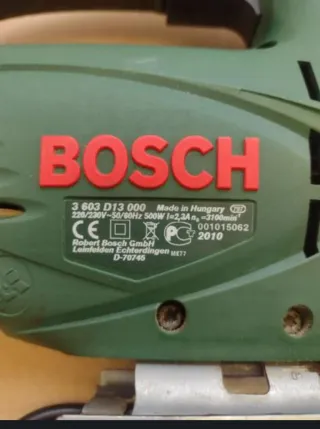 BOSCH
3 603 D13 000 Made in Hungary
220/230V~50/60Hz 500W I=2,3A n₀=3100min⁻¹
001015062
2010
Robert Bosch GmbH
Leinfelden Echterdingen
D-70745